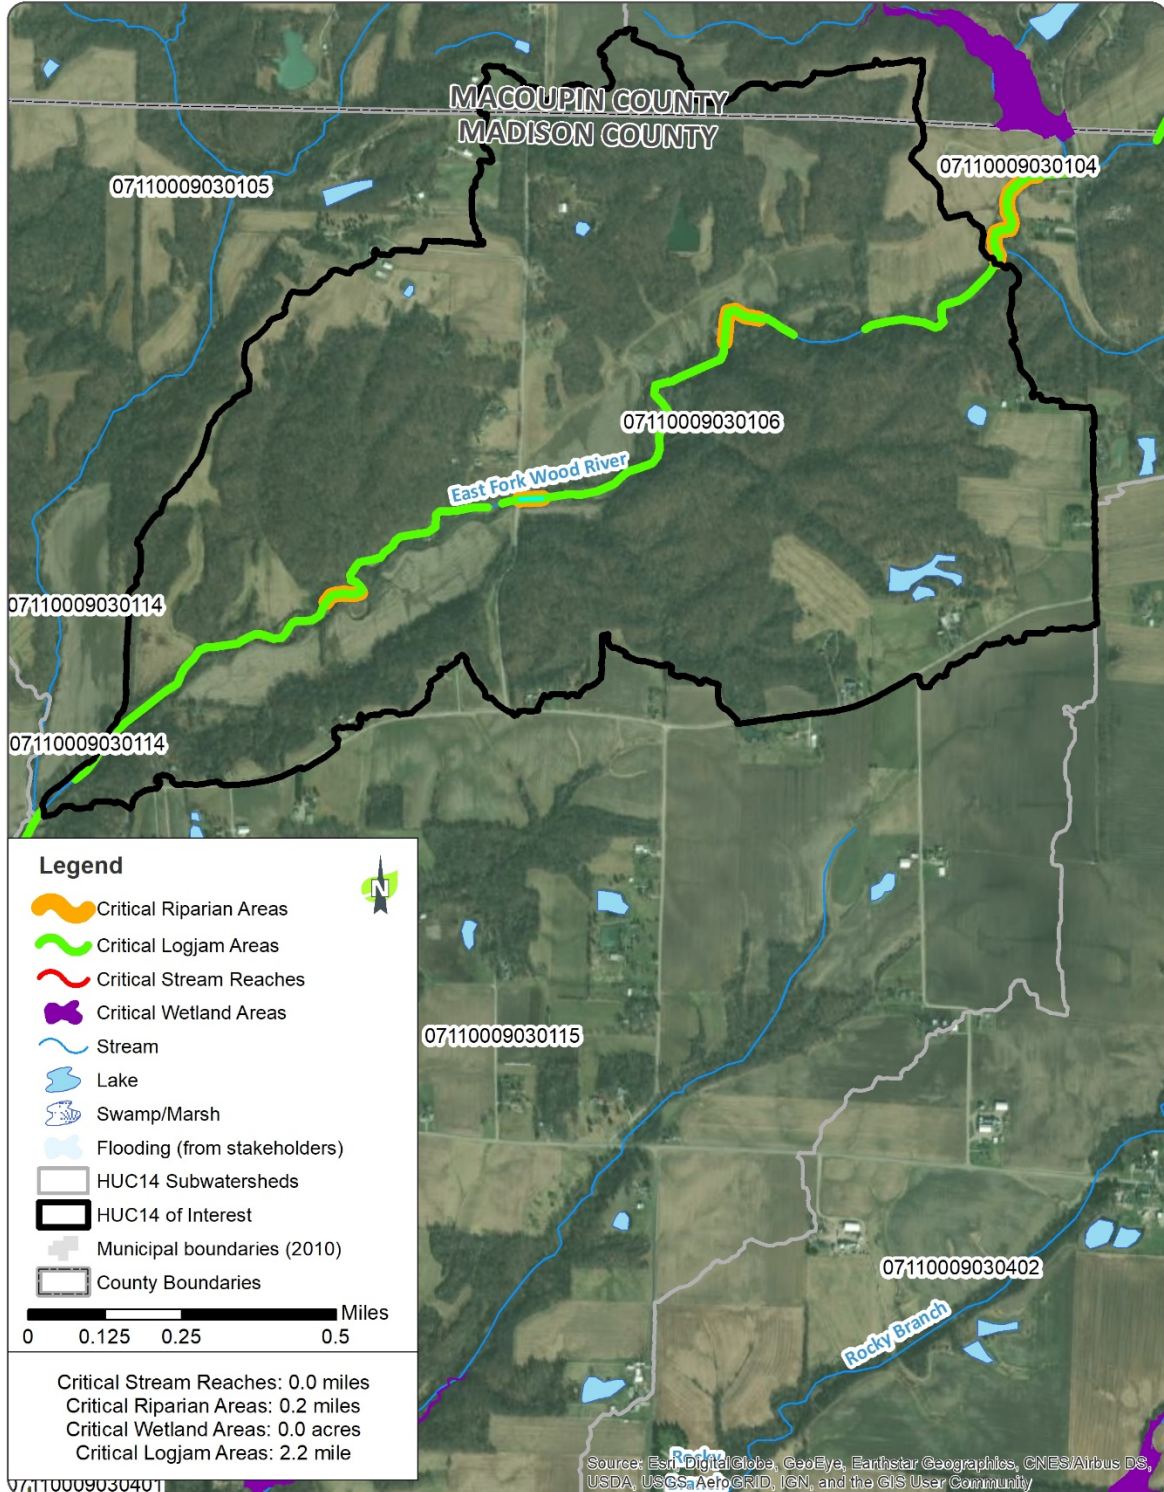 MACOUPIN COUNTY
MADISON COUNTY
07110009030104
07110009030105
07110009030106
East Fork Wood River
07110009030114
07110009030114
Legend
N
Critical Riparian Areas
Critical Logjam Areas
Critical Stream Reaches
Critical Wetland Areas
Stream
Lake
Swamp/Marsh
Flooding (from stakeholders)
HUC14 Subwatersheds
HUC14 of Interest
Municipal boundaries (2010)
County Boundaries
Miles
0 0.125 0.25 0.5
Critical Stream Reaches: 0.0 miles
Critical Riparian Areas: 0.2 miles
Critical Wetland Areas: 0.0 acres
Critical Logjam Areas: 2.2 mile
07110009030115
07110009030402
Rocky Branch
Rocky
Branch
Source: Esri, DigitalGlobe, GeoEye, Earthstar Geographics, CNES/Airbus DS,
USDA, USGS, AeroGRID, IGN, and the GIS User Community
07110009030401